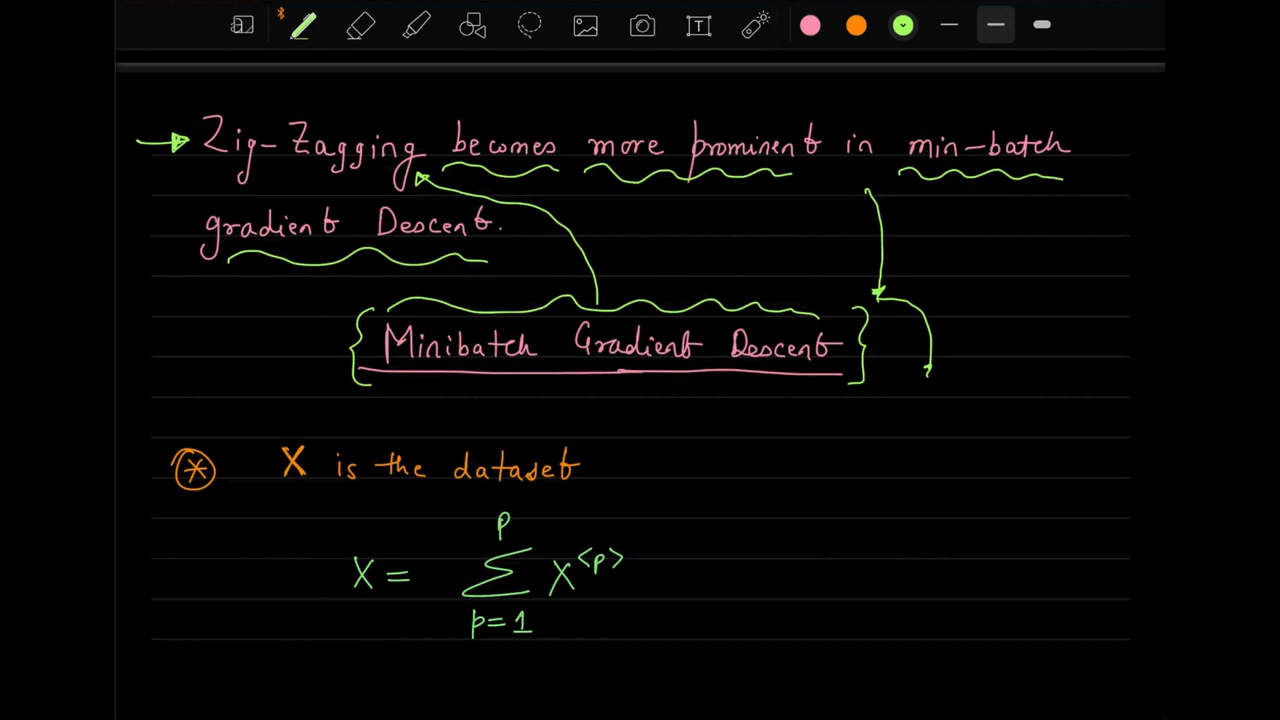 Zig-Zagging becomes more prominent in min-batch
gradient Descent.
{Minibatch Gradient Descent}
* X is the dataset
P
X = ∑ X^<p>
p=1